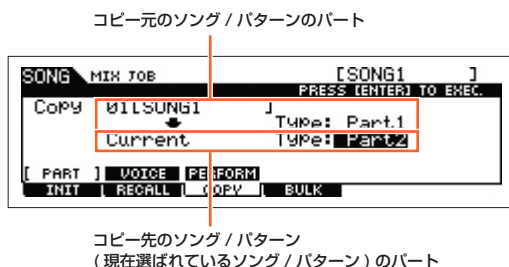 コピー元のソング / パターンのパート
SONG MIX JOB [SONG1 ]
PRESS [ENTER] TO EXEC.
Copy 01[SONG1 ]
Type: Part1
Current Type: Part2
[ PART ] VOICE PERFORM
INIT RECALL COPY BULK
コピー先のソング / パターン
( 現在選ばれているソング / パターン ) のパート